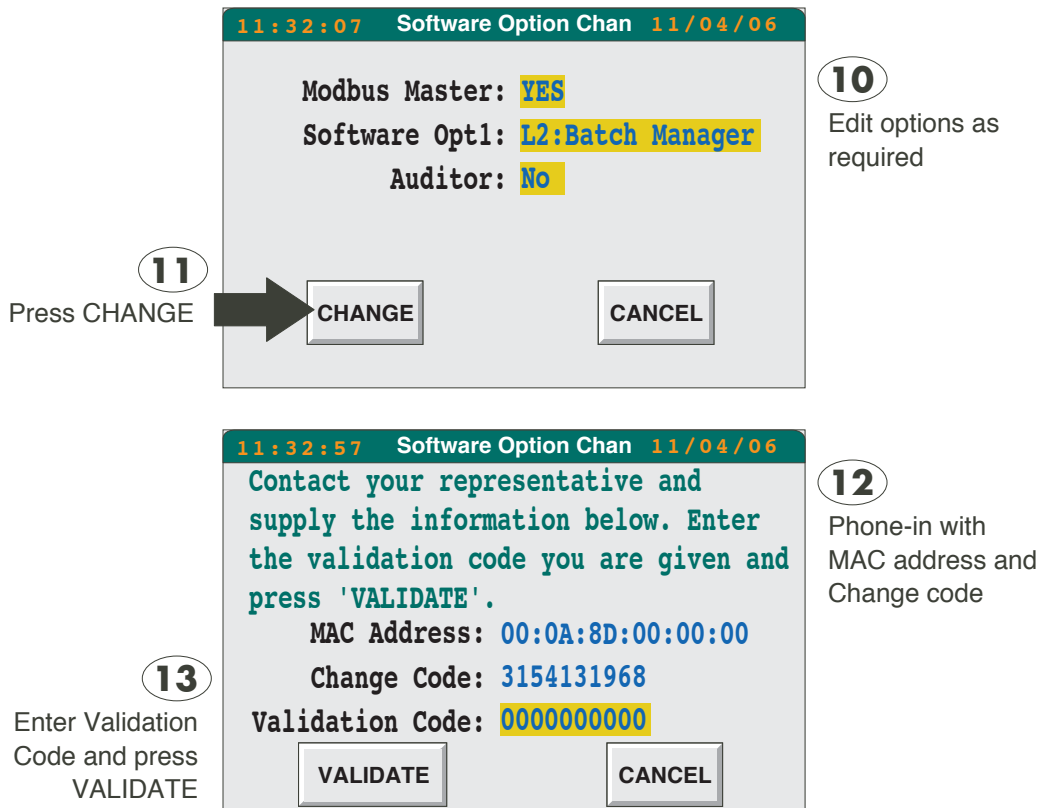 11:32:07 Software Option Chan 11/04/06
Modbus Master: YES
Software Opt1: L2:Batch Manager
Auditor: No
10
Edit options as
required
11
Press CHANGE
CHANGE
CANCEL
11:32:57 Software Option Chan 11/04/06
Contact your representative and
supply the information below. Enter
the validation code you are given and
press 'VALIDATE'.
MAC Address: 00:0A:8D:00:00:00
Change Code: 3154131968
Validation Code: 0000000000
12
Phone-in with
MAC address and
Change code
13
Enter Validation
Code and press
VALIDATE
VALIDATE
CANCEL